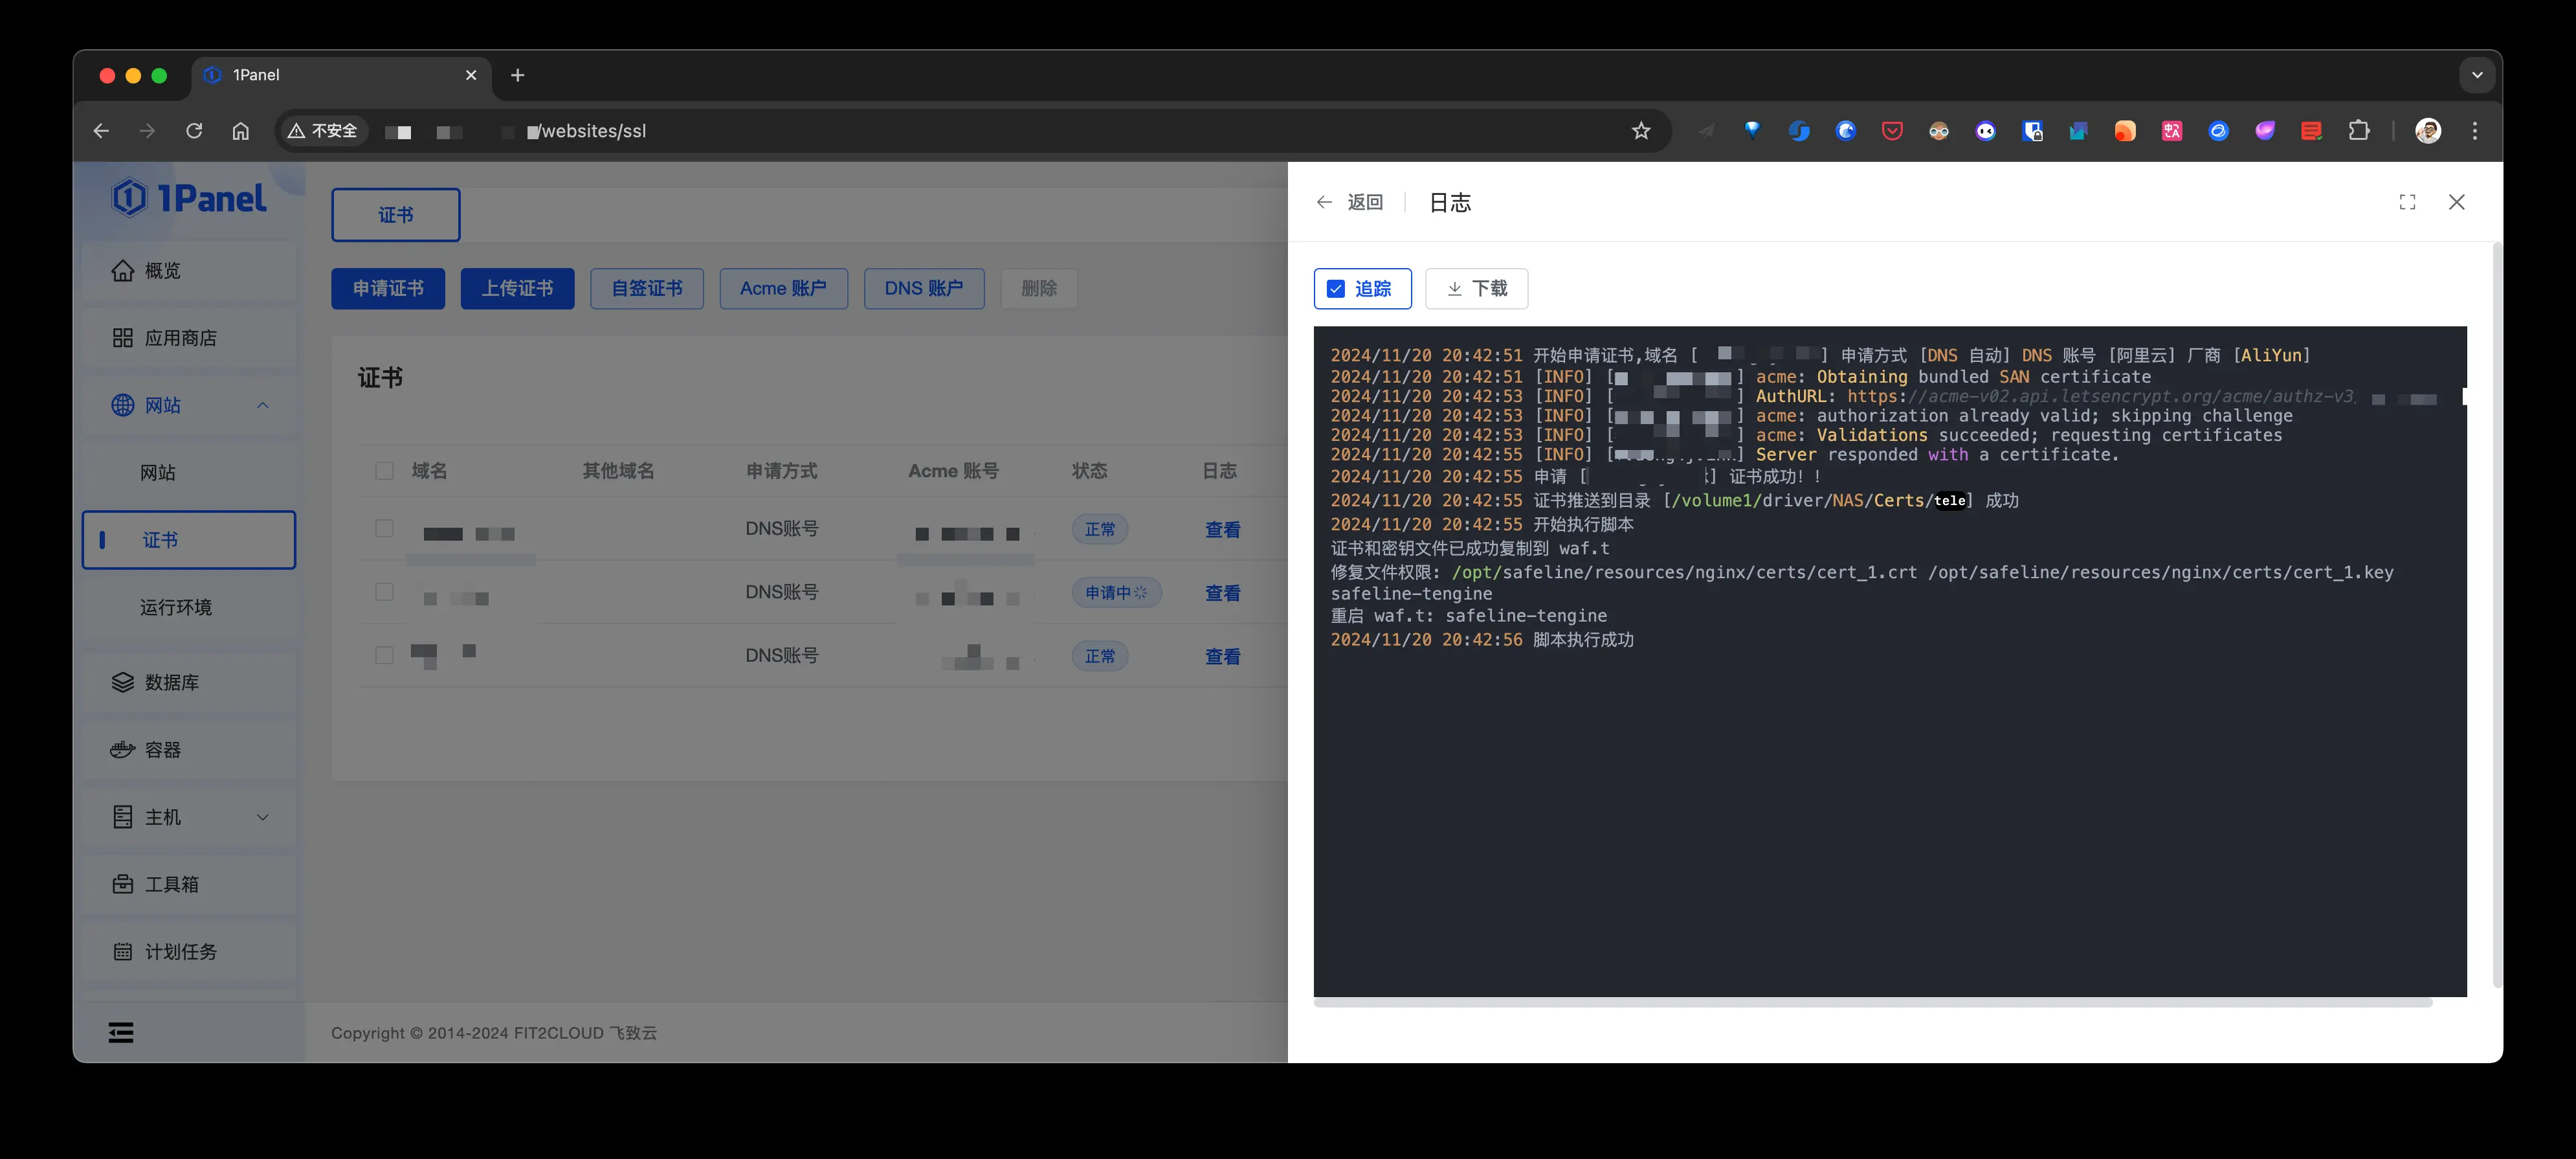 1Panel
不安全
/websites/ssl
1Panel
概览
应用商店
网站
网站
证书
运行环境
数据库
容器
主机
工具箱
计划任务
证书
申请证书
上传证书
自签证书
Acme 账户
DNS 账户
删除
证书
域名 其他域名 申请方式 Acme 账号 状态 日志
DNS账号 正常 查看
DNS账号 申请中 查看
DNS账号 正常 查看
Copyright © 2014-2024 FIT2CLOUD 飞致云
返回
日志
追踪
下载
2024/11/20 20:42:51 开始申请证书,域名 [ ] 申请方式 [DNS 自动] DNS 账号 [阿里云] 厂商 [AliYun]
2024/11/20 20:42:51 [INFO] [ ] acme: Obtaining bundled SAN certificate
2024/11/20 20:42:53 [INFO] [ ] AuthURL: https://acme-v02.api.letsencrypt.org/acme/authz-v3/
2024/11/20 20:42:53 [INFO] [ ] acme: authorization already valid; skipping challenge
2024/11/20 20:42:53 [INFO] [ ] acme: Validations succeeded; requesting certificates
2024/11/20 20:42:55 [INFO] [ ] Server responded with a certificate.
2024/11/20 20:42:55 申请 [ ] 证书成功!!
2024/11/20 20:42:55 证书推送到目录 [/volume1/driver/NAS/Certs/tele] 成功
2024/11/20 20:42:55 开始执行脚本
证书和密钥文件已成功复制到 waf.t
修复文件权限: /opt/safeline/resources/nginx/certs/cert_1.crt /opt/safeline/resources/nginx/certs/cert_1.key
safeline-tengine
重启 waf.t: safeline-tengine
2024/11/20 20:42:56 脚本执行成功